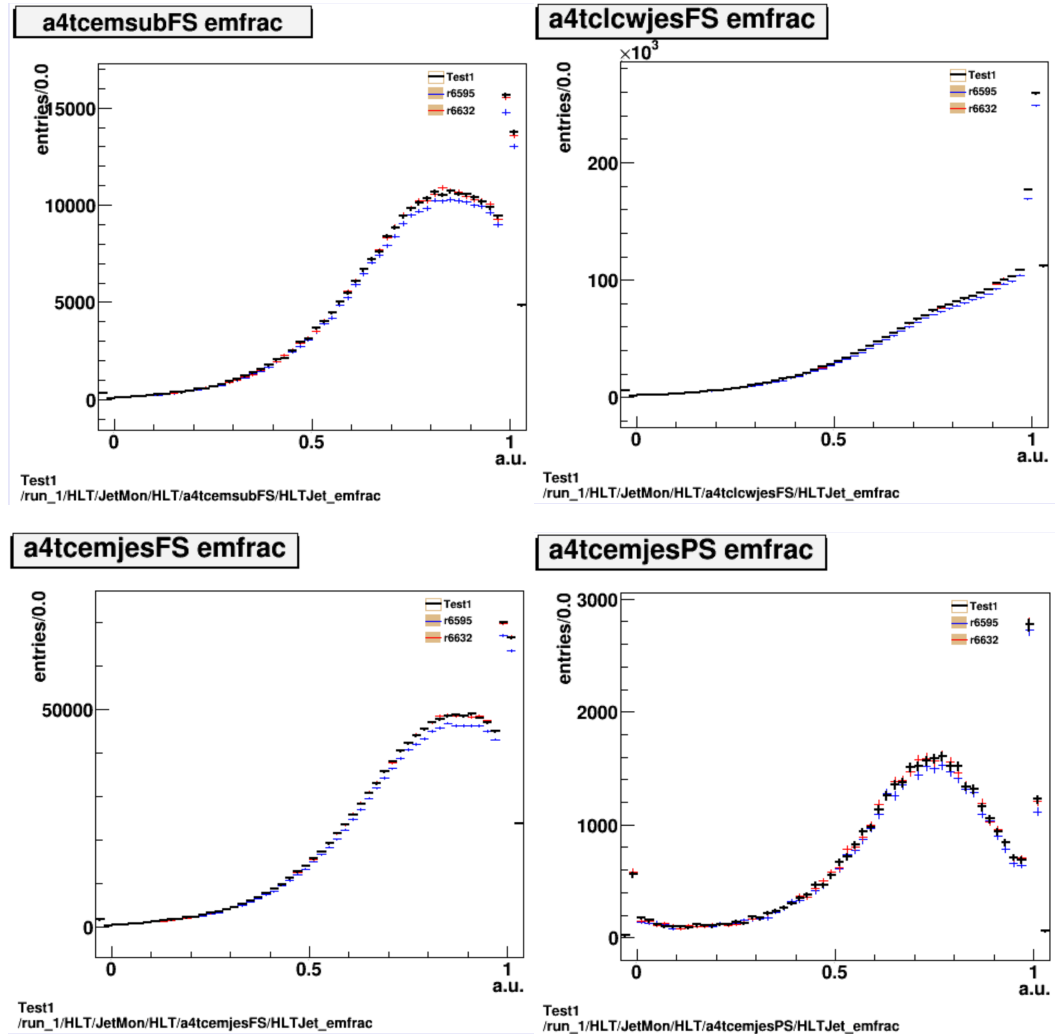 a4tcemsubFS emfrac
entries/0.0
15000
10000
5000
0
Test1
r6595
r6632
0
0.5
1
a.u.
Test1
/run_1/HLT/JetMon/HLT/a4tcemsubFS/HLTJet_emfrac
a4tclcwjesFS emfrac
×10³
entries/0.0
200
100
0
Test1
r6595
r6632
0
0.5
1
a.u.
Test1
/run_1/HLT/JetMon/HLT/a4tclcwjesFS/HLTJet_emfrac
a4tcemjesFS emfrac
entries/0.0
50000
0
Test1
r6595
r6632
0
0.5
1
a.u.
Test1
/run_1/HLT/JetMon/HLT/a4tcemjesFS/HLTJet_emfrac
a4tcemjesPS emfrac
entries/0.0
3000
2000
1000
0
Test1
r6595
r6632
0
0.5
1
a.u.
Test1
/run_1/HLT/JetMon/HLT/a4tcemjesPS/HLTJet_emfrac